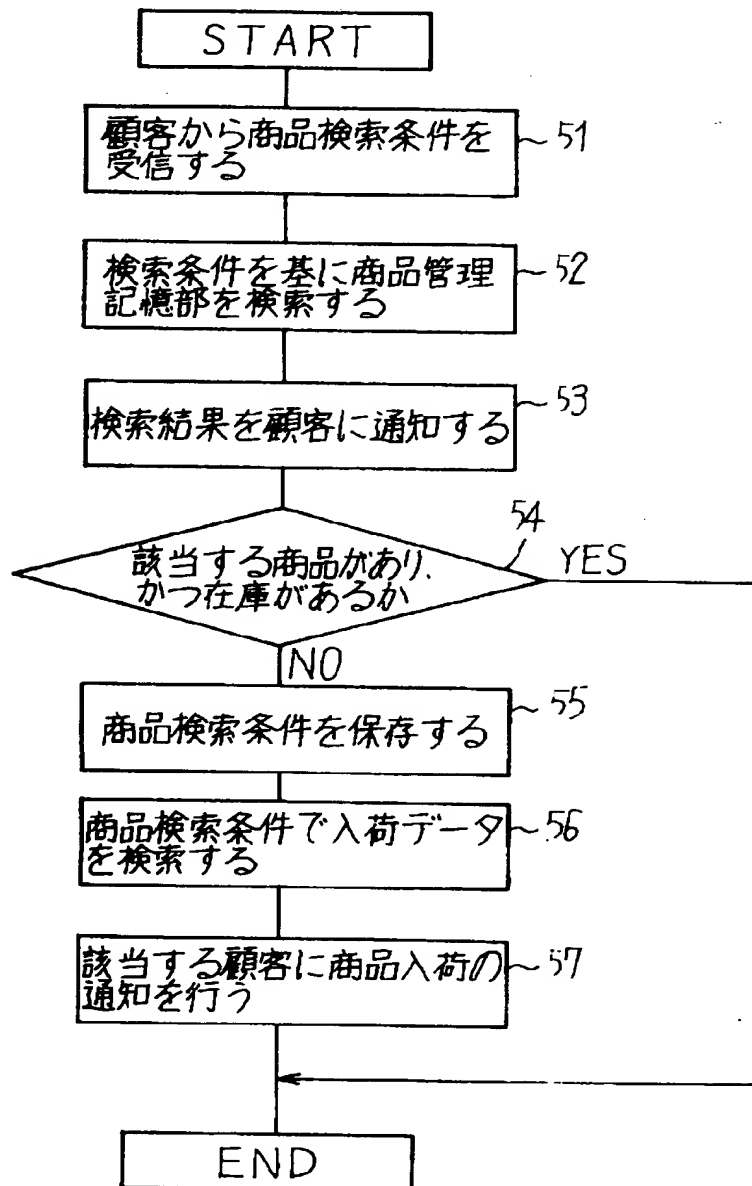 START
顧客から商品検索条件を
受信する
51
検索条件を基に商品管理
記憶部を検索する
52
検索結果を顧客に通知する
53
54
該当する商品があり、
かつ在庫があるか
YES
NO
商品検索条件を保存する
55
商品検索条件で入荷データ
を検索する
56
該当する顧客に商品入荷の
通知を行う
57
END